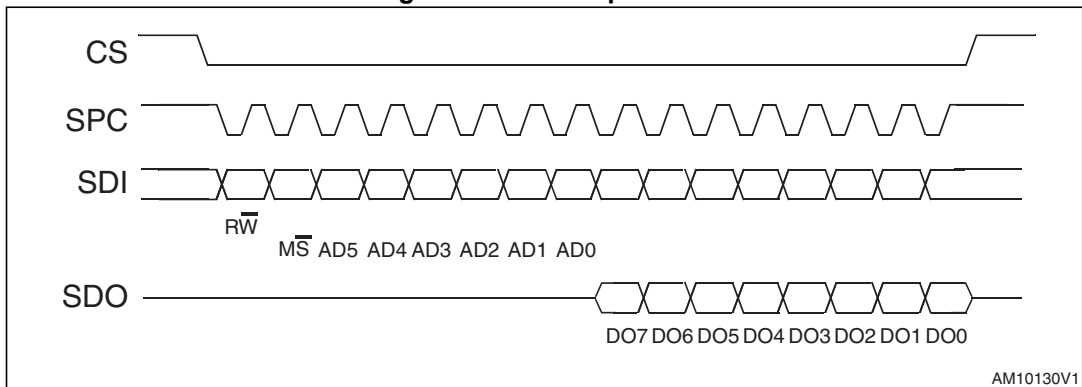 CS
SPC
SDI
RW̅
MS̅ AD5 AD4 AD3 AD2 AD1 AD0
SDO
DO7 DO6 DO5 DO4 DO3 DO2 DO1 DO0
AM10130V1